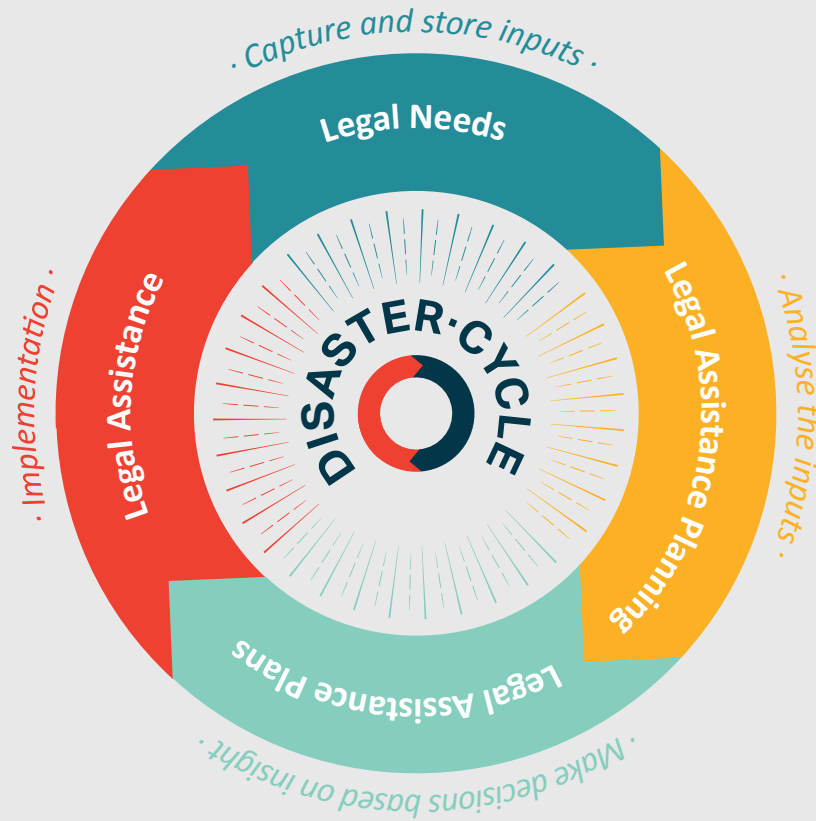 · Capture and store inputs ·
Legal Needs
· Analyse the inputs ·
Legal Assistance Planning
· Make decisions based on insight ·
Legal Assistance Plans
· Implementation ·
Legal Assistance
DISASTER·CYCLE